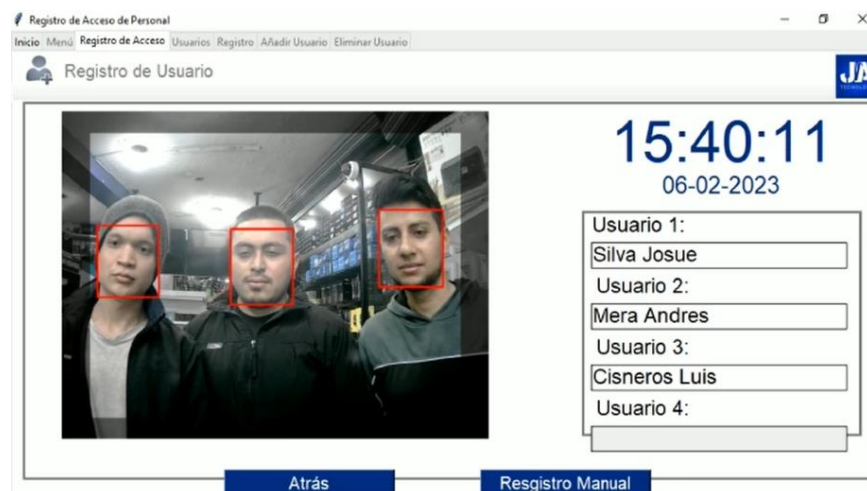 Registro de Acceso de Personal
Inicio Menú Registro de Acceso Usuarios Registro Añadir Usuario Eliminar Usuario
Registro de Usuario
JA
15:40:11
06-02-2023
Usuario 1:
Silva Josue
Usuario 2:
Mera Andres
Usuario 3:
Cisneros Luis
Usuario 4:
Atrás
Resgistro Manual